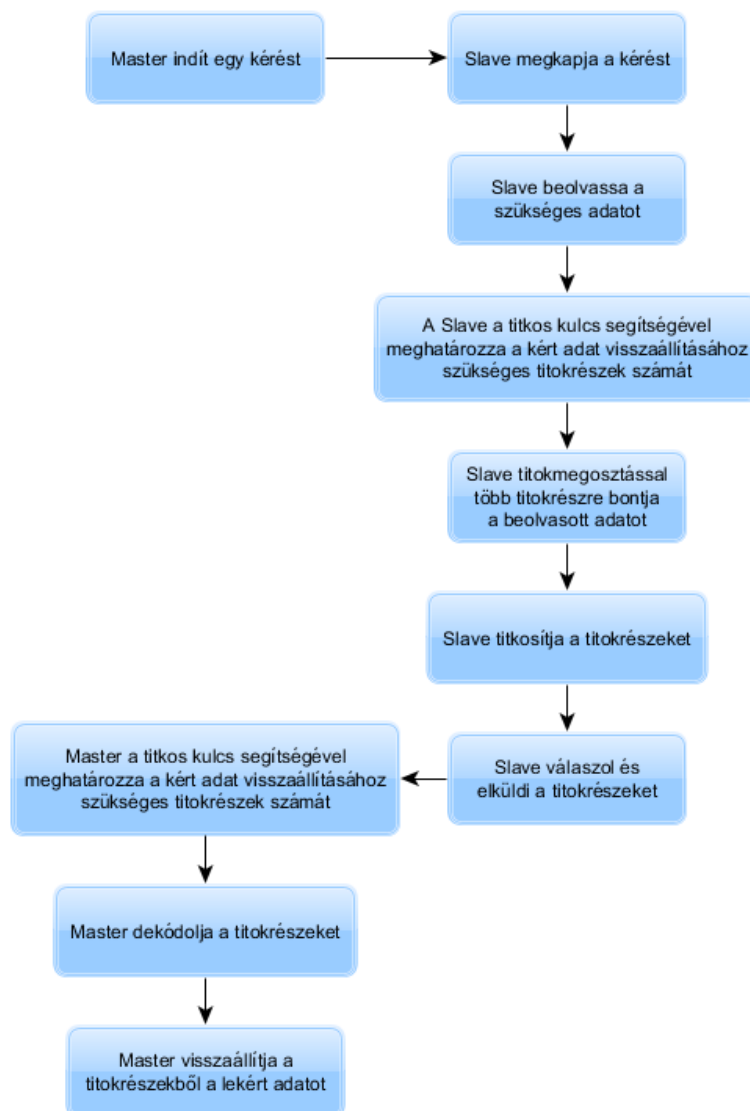 Master indít egy kérést
Slave megkapja a kérést
Slave beolvassa a
szükséges adatot
A Slave a titkos kulcs segítségével
meghatározza a kért adat visszaállításához
szükséges titokrészek számát
Slave titokmegosztással
több titokrészre bontja
a beolvasott adatot
Slave titkosítja a titokrészeket
Slave válaszol és
elküldi a titokrészeket
Master a titkos kulcs segítségével
meghatározza a kért adat visszaállításához
szükséges titokrészek számát
Master dekódolja a titokrészeket
Master visszaállítja a
titokrészekből a lekért adatot